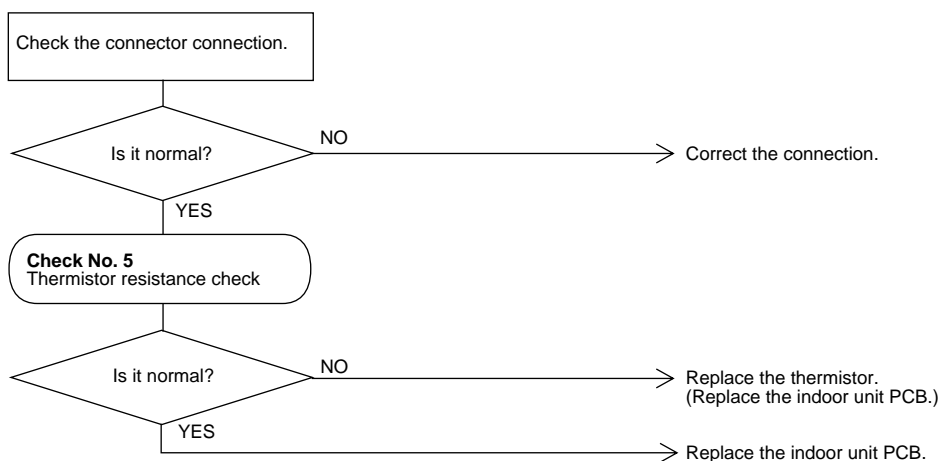 Check the connector connection.
Is it normal?
NO
Correct the connection.
YES
Check No. 5
Thermistor resistance check
Is it normal?
NO
Replace the thermistor.
(Replace the indoor unit PCB.)
YES
Replace the indoor unit PCB.